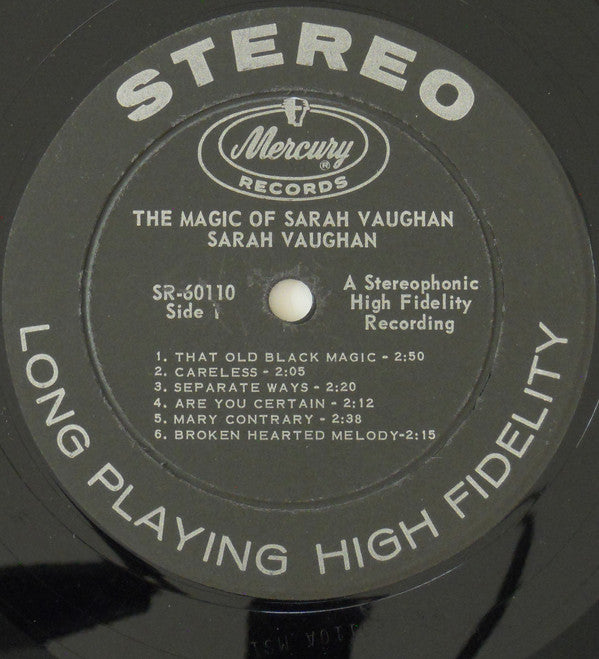 STEREO
Mercury
®
RECORDS
THE MAGIC OF SARAH VAUGHAN
SARAH VAUGHAN
SR-60110
Side 1
A Stereophonic
High Fidelity
Recording
1. THAT OLD BLACK MAGIC - 2:50
2. CARELESS - 2:05
3. SEPARATE WAYS - 2:20
4. ARE YOU CERTAIN - 2:12
5. MARY CONTRARY - 2:38
6. BROKEN HEARTED MELODY-2:15
LONG PLAYING HIGH FIDELITY